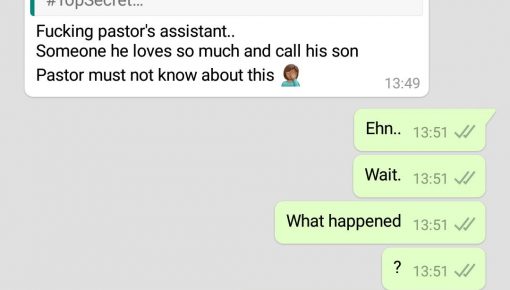 #TopSecret...
Fucking pastor's assistant..
Someone he loves so much and call his son
Pastor must not know about this 🤦🏾‍♀️
13:49
Ehn.. 13:51
Wait. 13:51
What happened 13:51
? 13:51